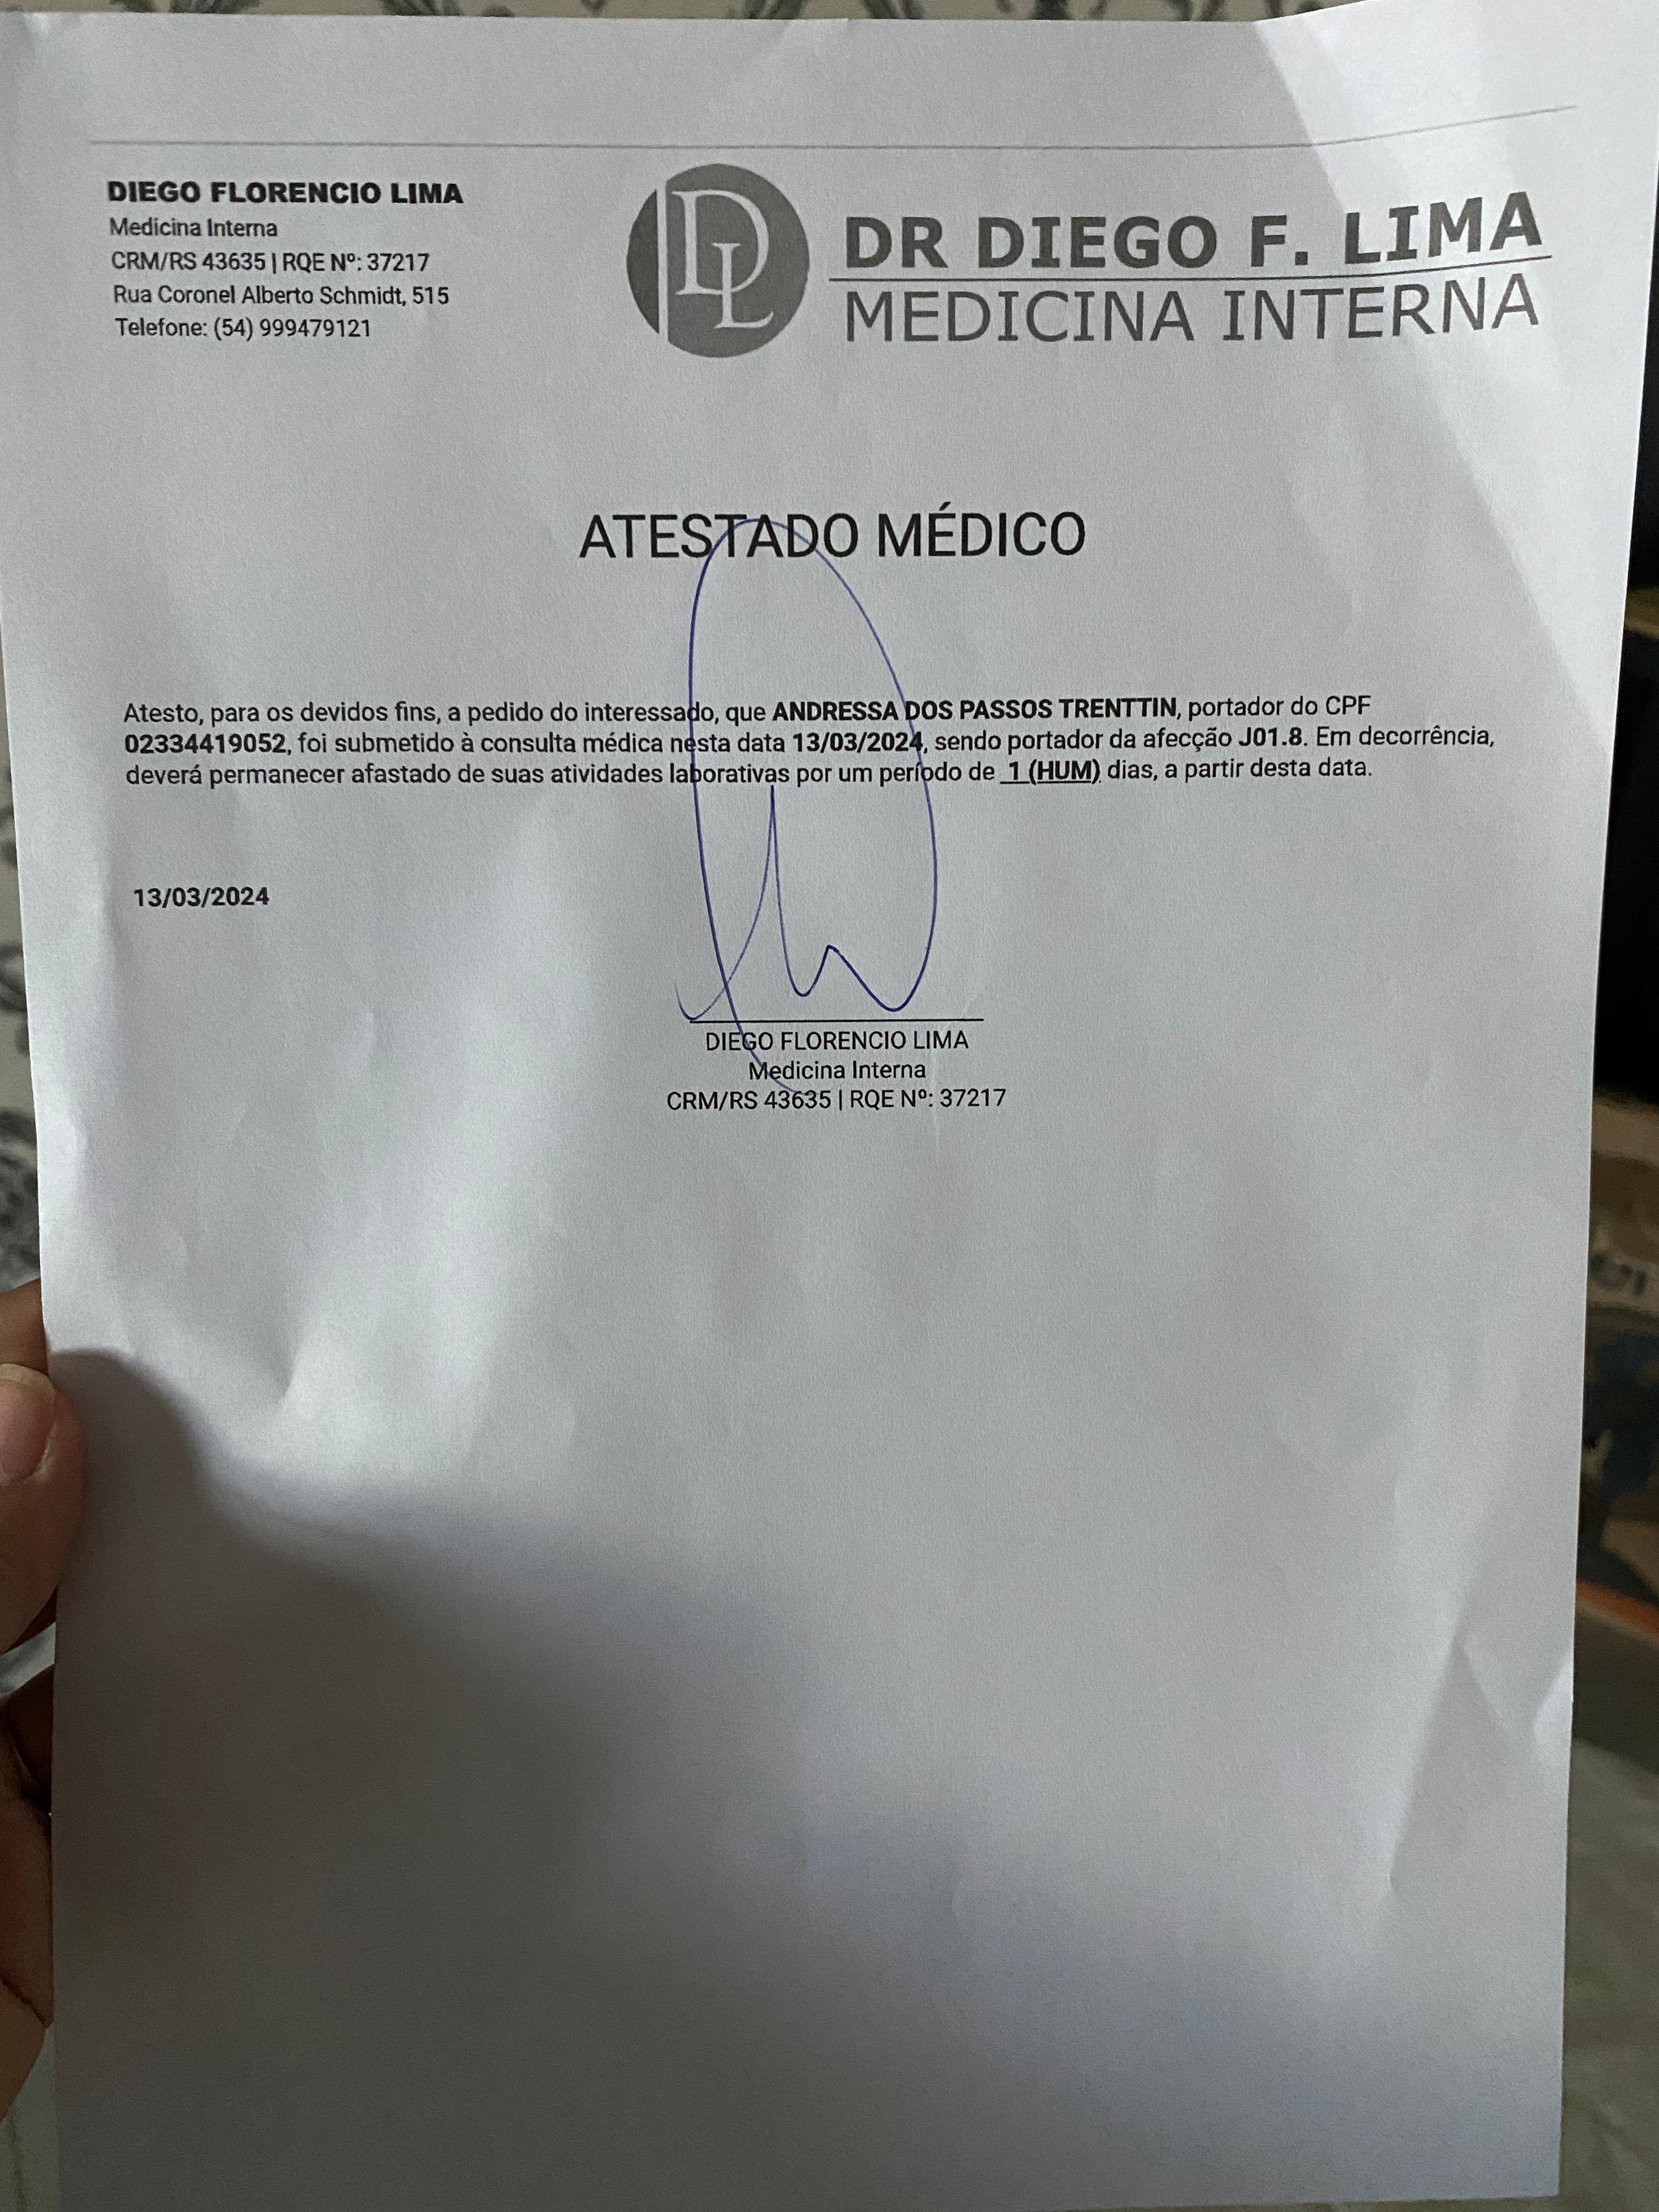 DIEGO FLORENCIO LIMA
Medicina Interna
CRM/RS 43635 | RQE Nº: 37217
Rua Coronel Alberto Schmidt, 515
Telefone: (54) 999479121
DL
DR DIEGO F. LIMA
MEDICINA INTERNA
ATESTADO MÉDICO
Atesto, para os devidos fins, a pedido do interessado, que ANDRESSA DOS PASSOS TRENTTIN, portador do CPF
02334419052, foi submetido à consulta médica nesta data 13/03/2024, sendo portador da afecção J01.8. Em decorrência,
deverá permanecer afastado de suas atividades laborativas por um período de 1 (HUM) dias, a partir desta data.
13/03/2024
DIEGO FLORENCIO LIMA
Medicina Interna
CRM/RS 43635 | RQE Nº: 37217